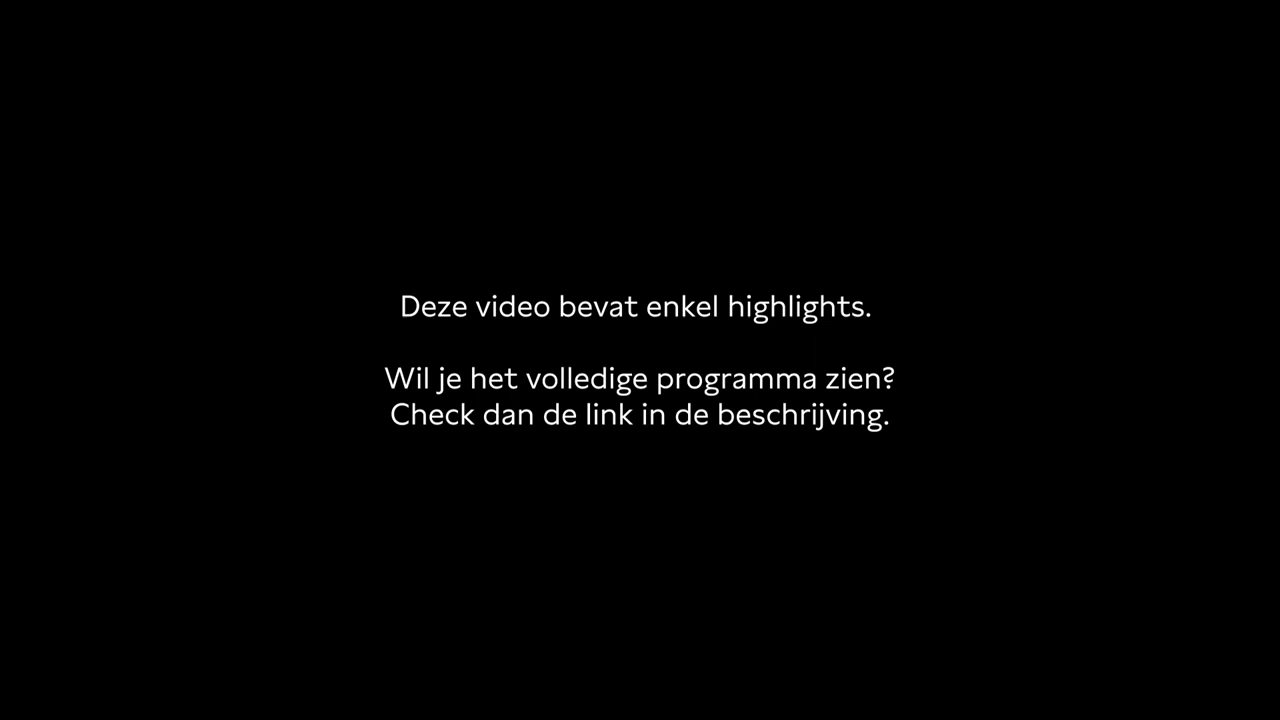 Deze video bevat enkel highlights.
Wil je het volledige programma zien?
Check dan de link in de beschrijving.